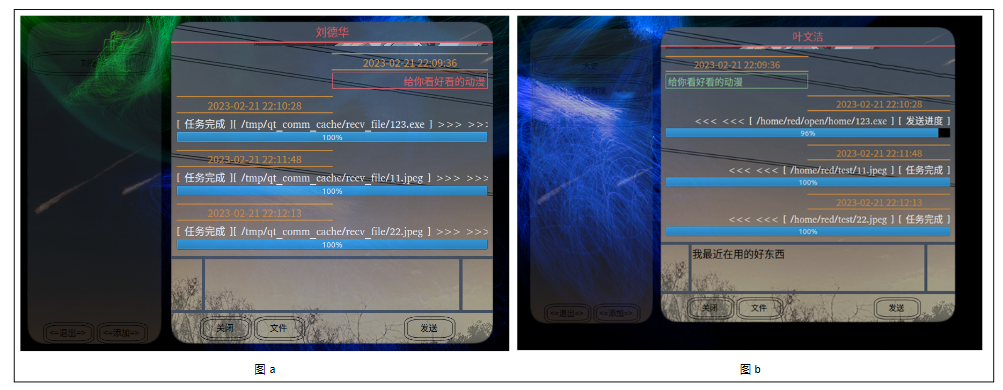 刘德华
2023-02-21 22:09:36
给你看好看的动漫
2023-02-21 22:10:28
[ 任务完成 ][ /tmp/qt_comm_cache/recv_file/123.exe ] >>> >>>
100%
2023-02-21 22:11:48
[ 任务完成 ][ /tmp/qt_comm_cache/recv_file/11.jpeg ] >>> >>>
100%
2023-02-21 22:12:13
[ 任务完成 ][ /tmp/qt_comm_cache/recv_file/22.jpeg ] >>> >>>
100%
<=退出=> <=添加=> 关闭 文件 发送
图 a
叶文洁
2023-02-21 22:09:36
给你看好看的动漫
2023-02-21 22:10:28
<<< <<< [ /home/red/open/home/123.exe ] [ 发送进度 ]
96%
2023-02-21 22:11:48
<<< <<< [ /home/red/test/11.jpeg ] [ 任务完成 ]
100%
2023-02-21 22:12:13
<<< <<< [ /home/red/test/22.jpeg ] [ 任务完成 ]
100%
我最近在用的好东西
<=退出=> <=添加=> 关闭 文件 发送
图 b